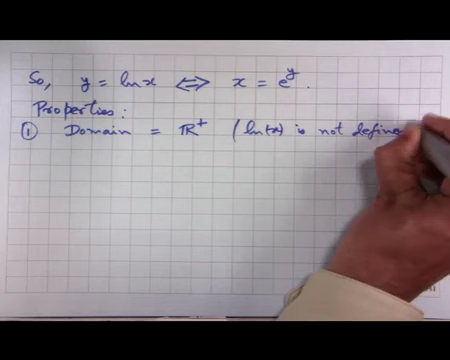 So, y = ln x ⟺ x = e^y.
Properties:
① Domain = ℝ⁺ (ln(x) is not define